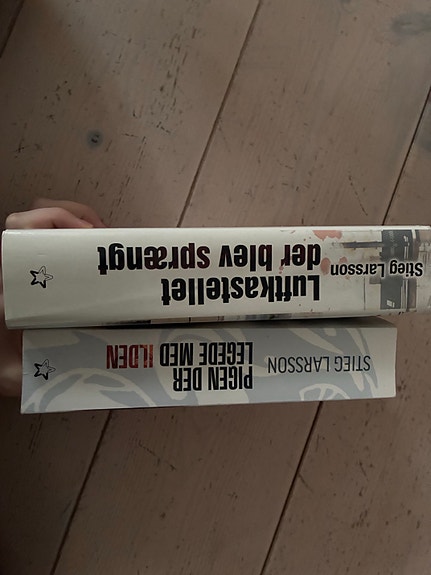 Stieg Larsson
Luftkastellet
der blev sprængt
STIEG LARSSON
PIGEN DER
LEGEDE MED ILDEN